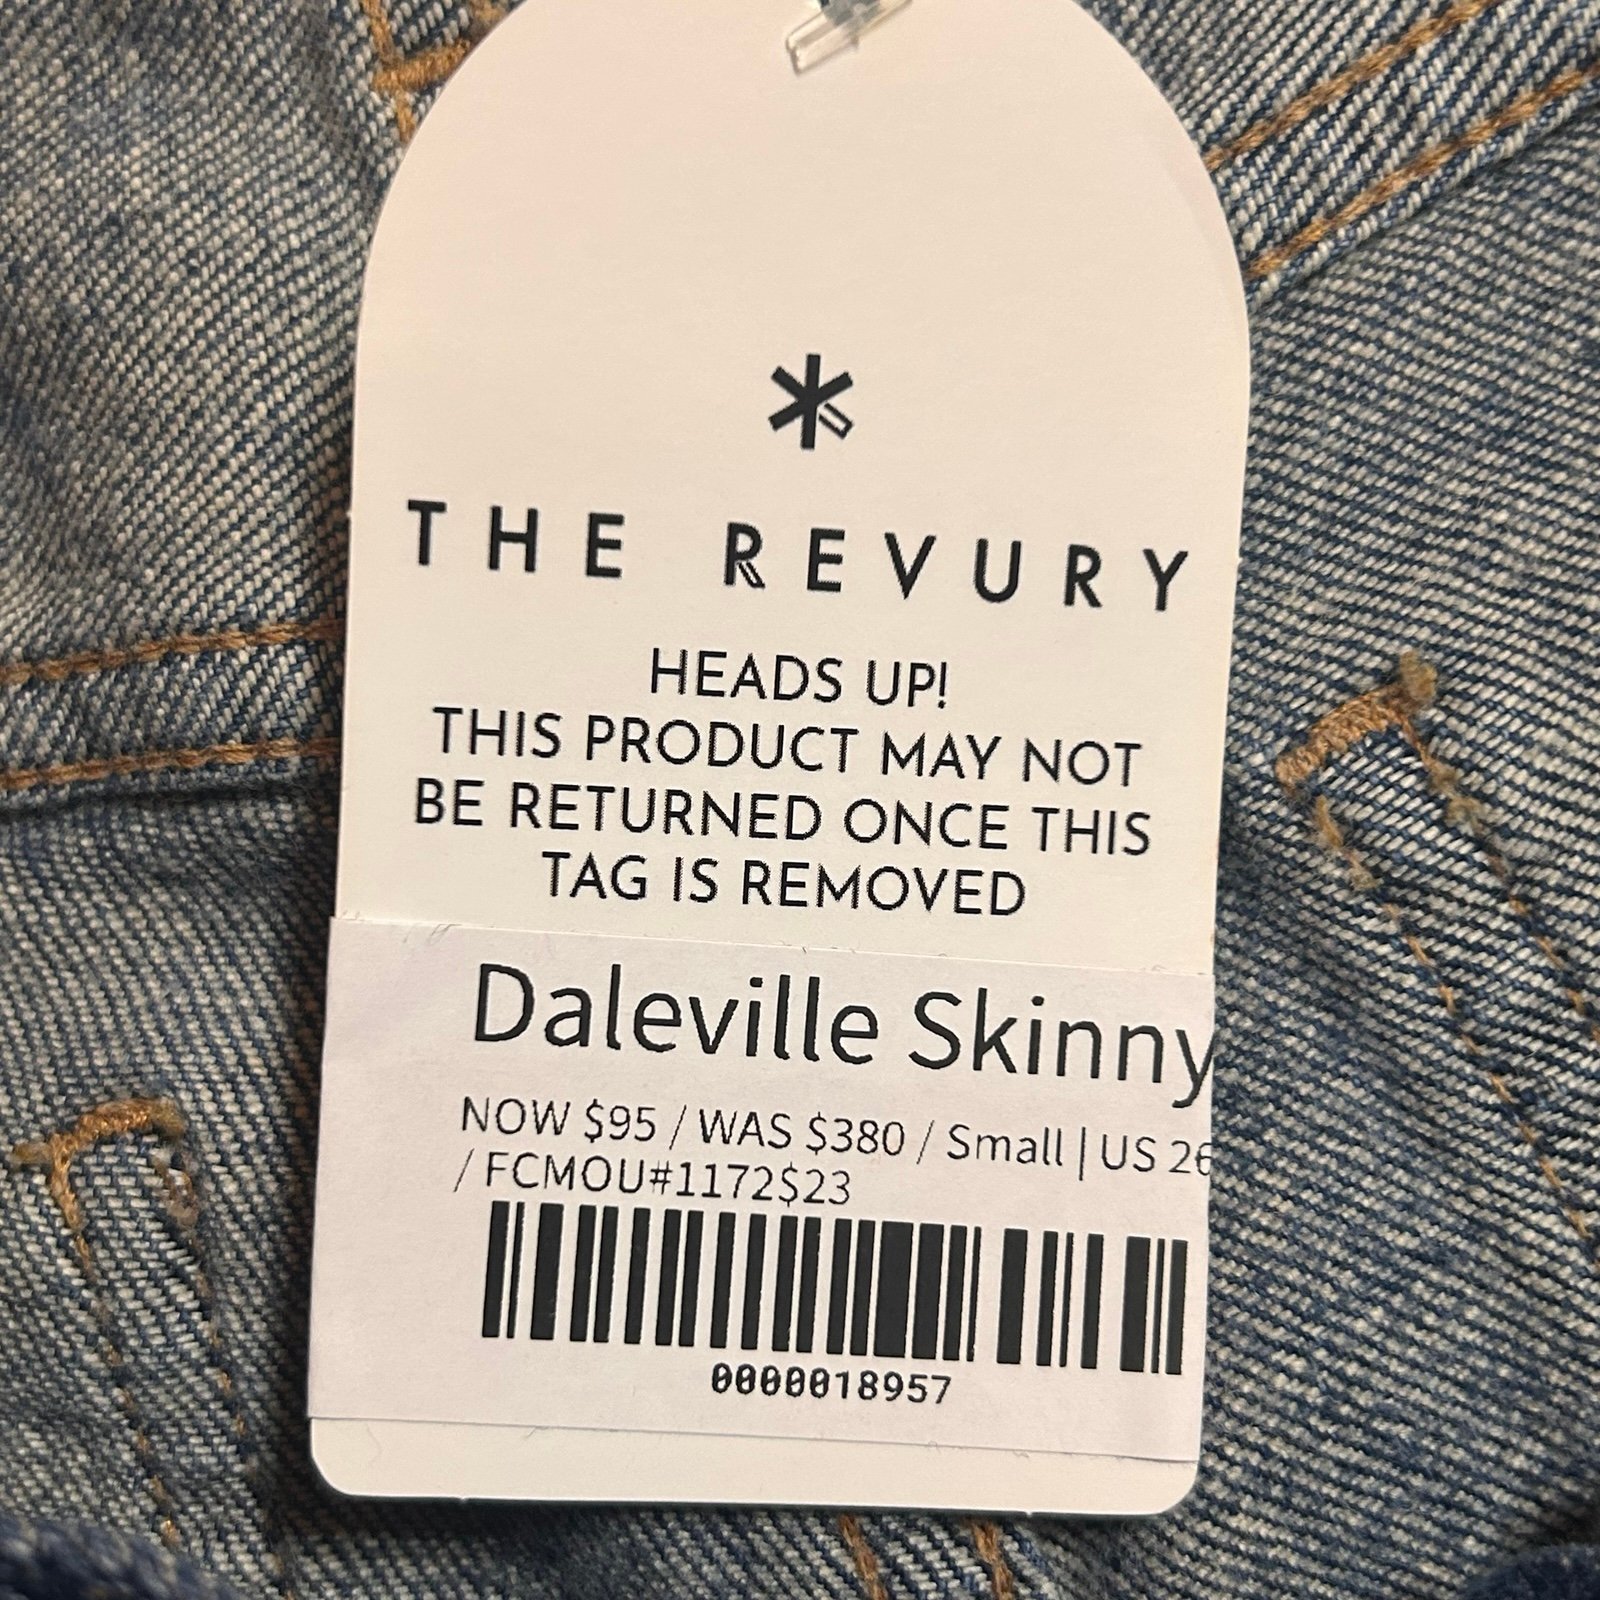 THE REVURY
HEADS UP!
THIS PRODUCT MAY NOT
BE RETURNED ONCE THIS
TAG IS REMOVED
Daleville Skinny
NOW $95 / WAS $380 / Small | US 26
/ FCMOU#1172$23
0000018957